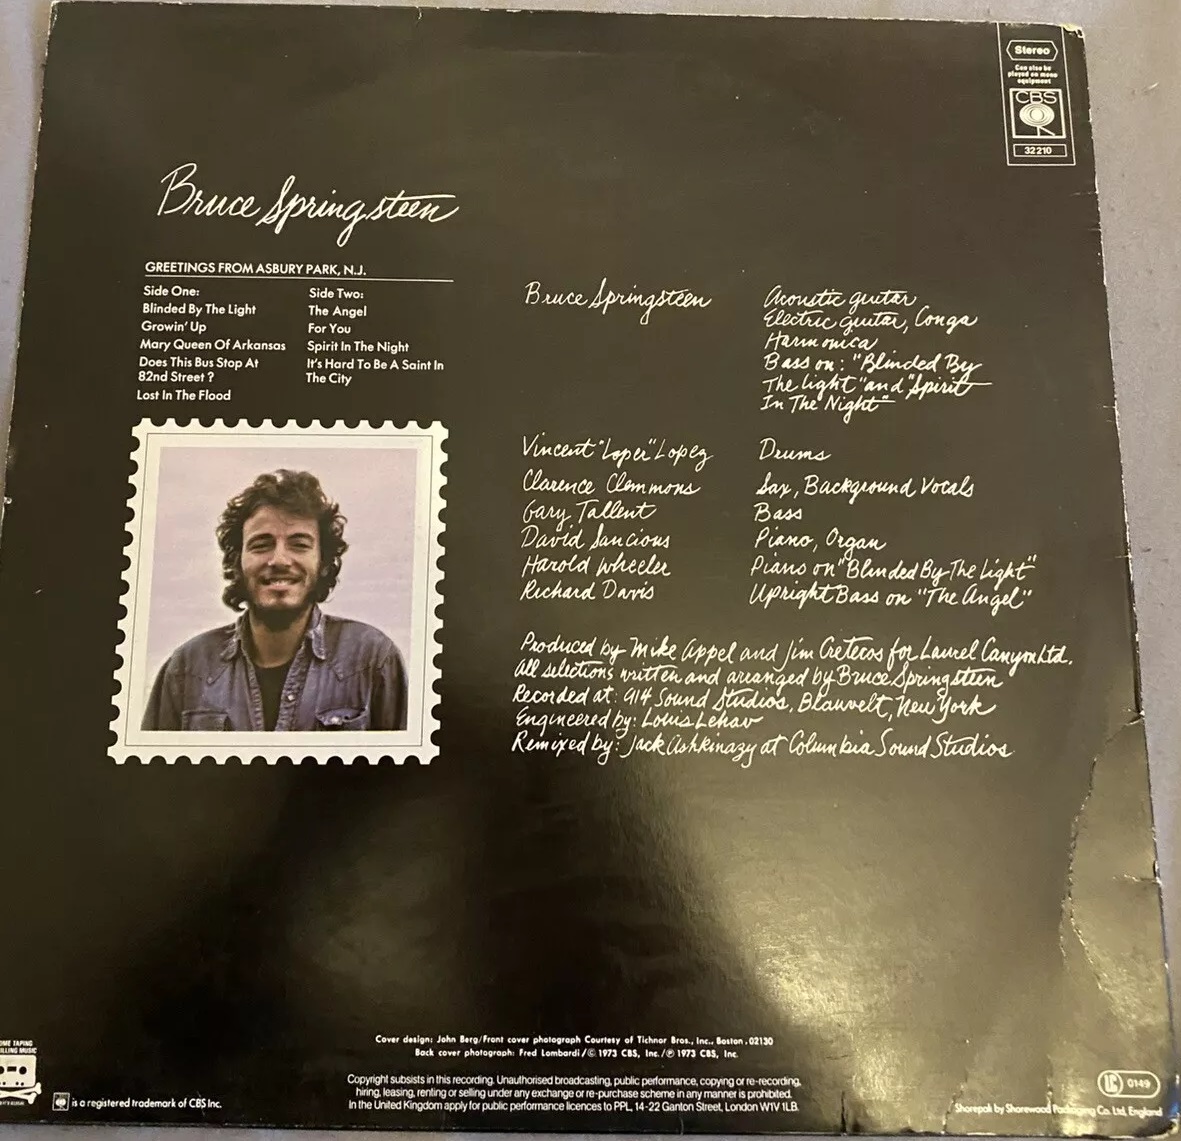 Stereo
Can also be
played on mono
equipment
CBS
32210
Bruce Springsteen
GREETINGS FROM ASBURY PARK, N.J.
Side One:
Blinded By The Light
Growin' Up
Mary Queen Of Arkansas
Does This Bus Stop At
82nd Street ?
Lost In The Flood
Side Two:
The Angel
For You
Spirit In The Night
It's Hard To Be A Saint In
The City
Bruce Springsteen
Acoustic guitar
Electric guitar, Conga
Harmonica
Bass on: "Blinded By
The Light" and "Spirit
In The Night"
Vincent "Loper" Lopez Drums
Clarence Clemmons Sax, Background Vocals
Gary Tallent Bass
David Sancious Piano, Organ
Harold Wheeler Piano on "Blinded By The Light"
Richard Davis Upright Bass on "The Angel"
Produced by Mike Appel and Jim Cretecos for Laurel Canyon Ltd.
All selections written and arranged by Bruce Springsteen
Recorded at: 914 Sound Studios, Blauvelt, New York
Engineered by: Louis Lehav
Remixed by: Jack Ashkinazy at Columbia Sound Studios
Cover design: John Berg/Front cover photograph Courtesy of Tichnor Bros., Inc., Boston, 02130
Back cover photograph: Fred Lombardi/© 1973 CBS, Inc./℗ 1973 CBS, Inc.
Copyright subsists in this recording. Unauthorised broadcasting, public performance, copying or re-recording,
hiring, leasing, renting or selling under any exchange or re-purchase scheme in any manner is prohibited.
In the United Kingdom apply for public performance licences to PPL, 14-22 Ganton Street, London W1V 1LB.
OME TAPING
ILLING MUSIC
is a registered trademark of CBS Inc.
LC 0149
Shorepak by Shorewood Packaging Co. Ltd, England